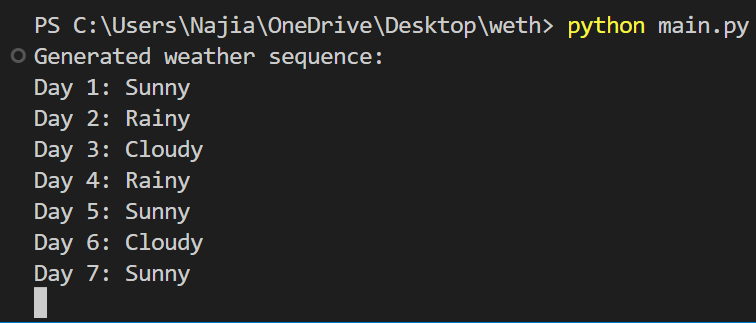 PS C:\Users\Najia\OneDrive\Desktop\weth> python main.py
Generated weather sequence:
Day 1: Sunny
Day 2: Rainy
Day 3: Cloudy
Day 4: Rainy
Day 5: Sunny
Day 6: Cloudy
Day 7: Sunny